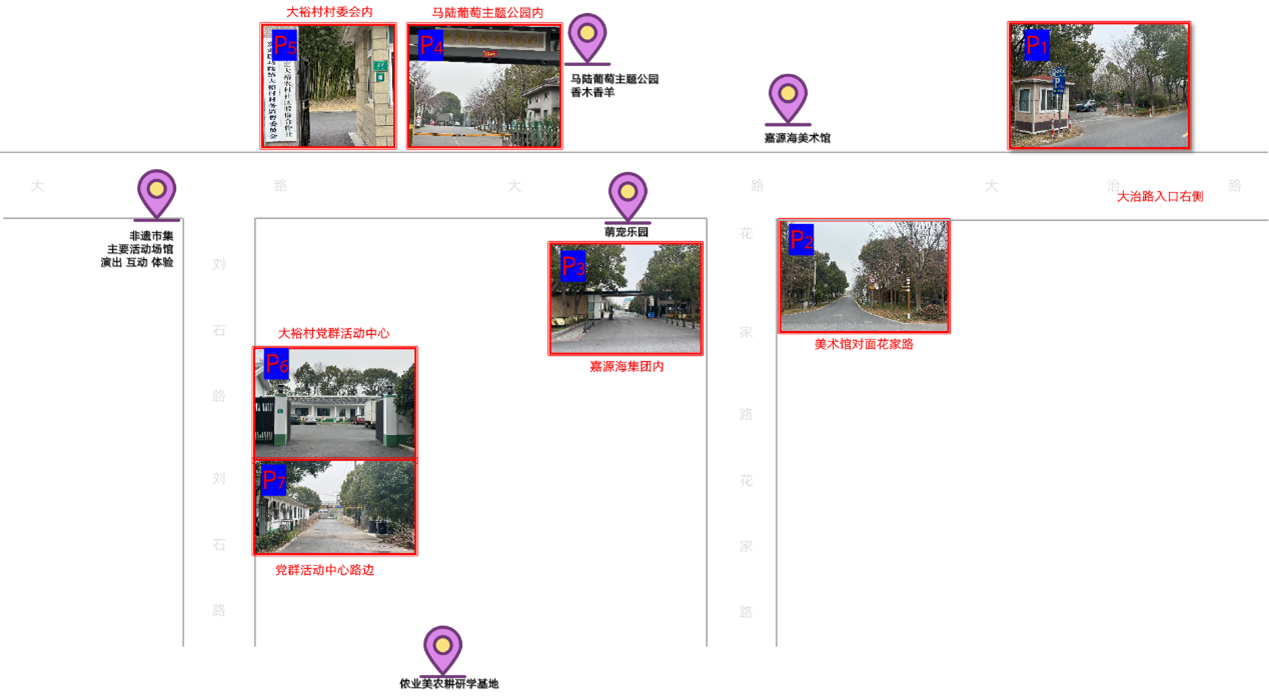 大裕村村委会内
马陆葡萄主题公园内
P5
P4
P1
马陆葡萄主题公园
香木香羊
嘉源海美术馆
大 路 大 路 大 治 路
大治路入口右侧
非遗市集
主要活动场馆
演出 互动 体验
萌宠乐园
P3
嘉源海集团内
P2
美术馆对面花家路
刘
石
路
刘
石
路
花
家
路
花
家
路
大裕村党群活动中心
P6
P7
党群活动中心路边
侬业美农耕研学基地